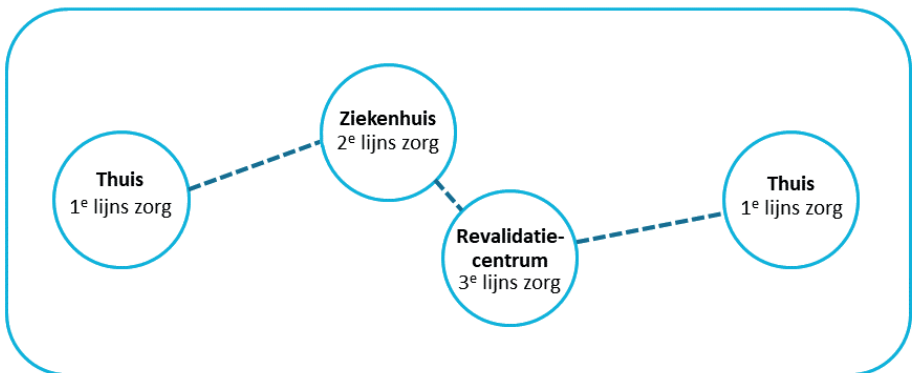 Thuis
1e lijns zorg
Ziekenhuis
2e lijns zorg
Revalidatie-
centrum
3e lijns zorg
Thuis
1e lijns zorg